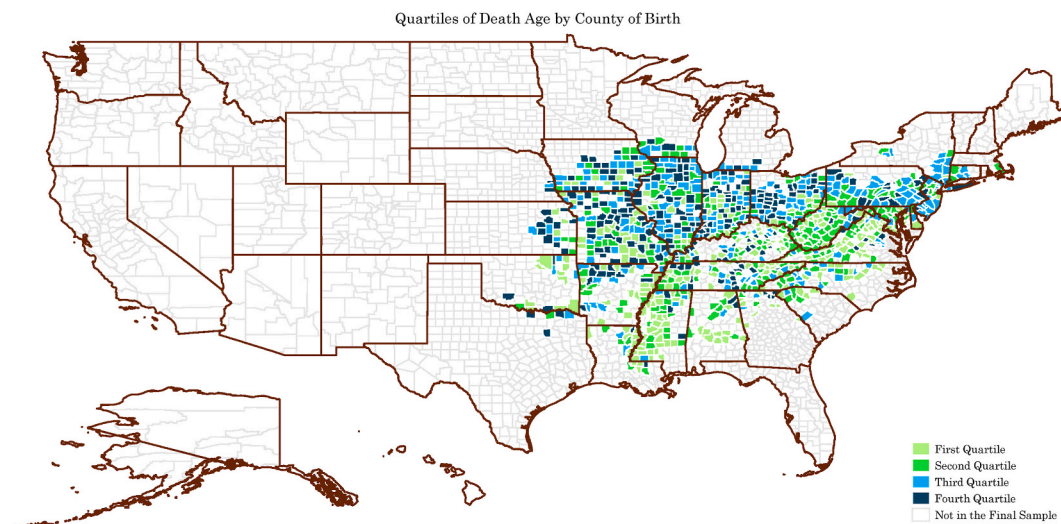 Quartiles of Death Age by County of Birth
First Quartile
Second Quartile
Third Quartile
Fourth Quartile
Not in the Final Sample